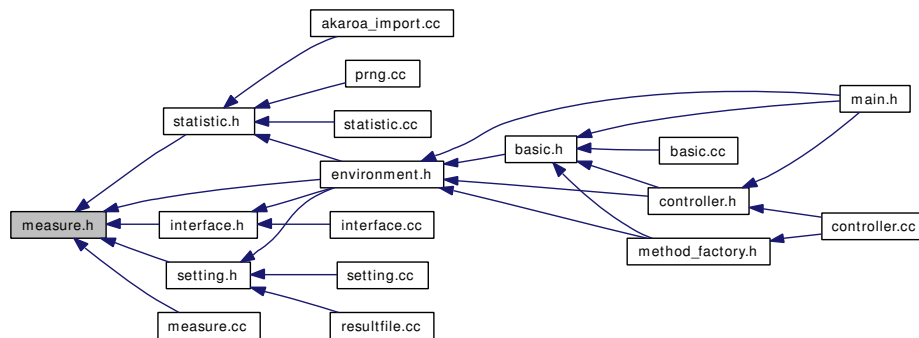 akaroa_import.cc
prng.cc
main.h
statistic.h
statistic.cc
basic.h
basic.cc
environment.h
controller.h
measure.h
interface.h
interface.cc
controller.cc
method_factory.h
setting.h
setting.cc
measure.cc
resultfile.cc